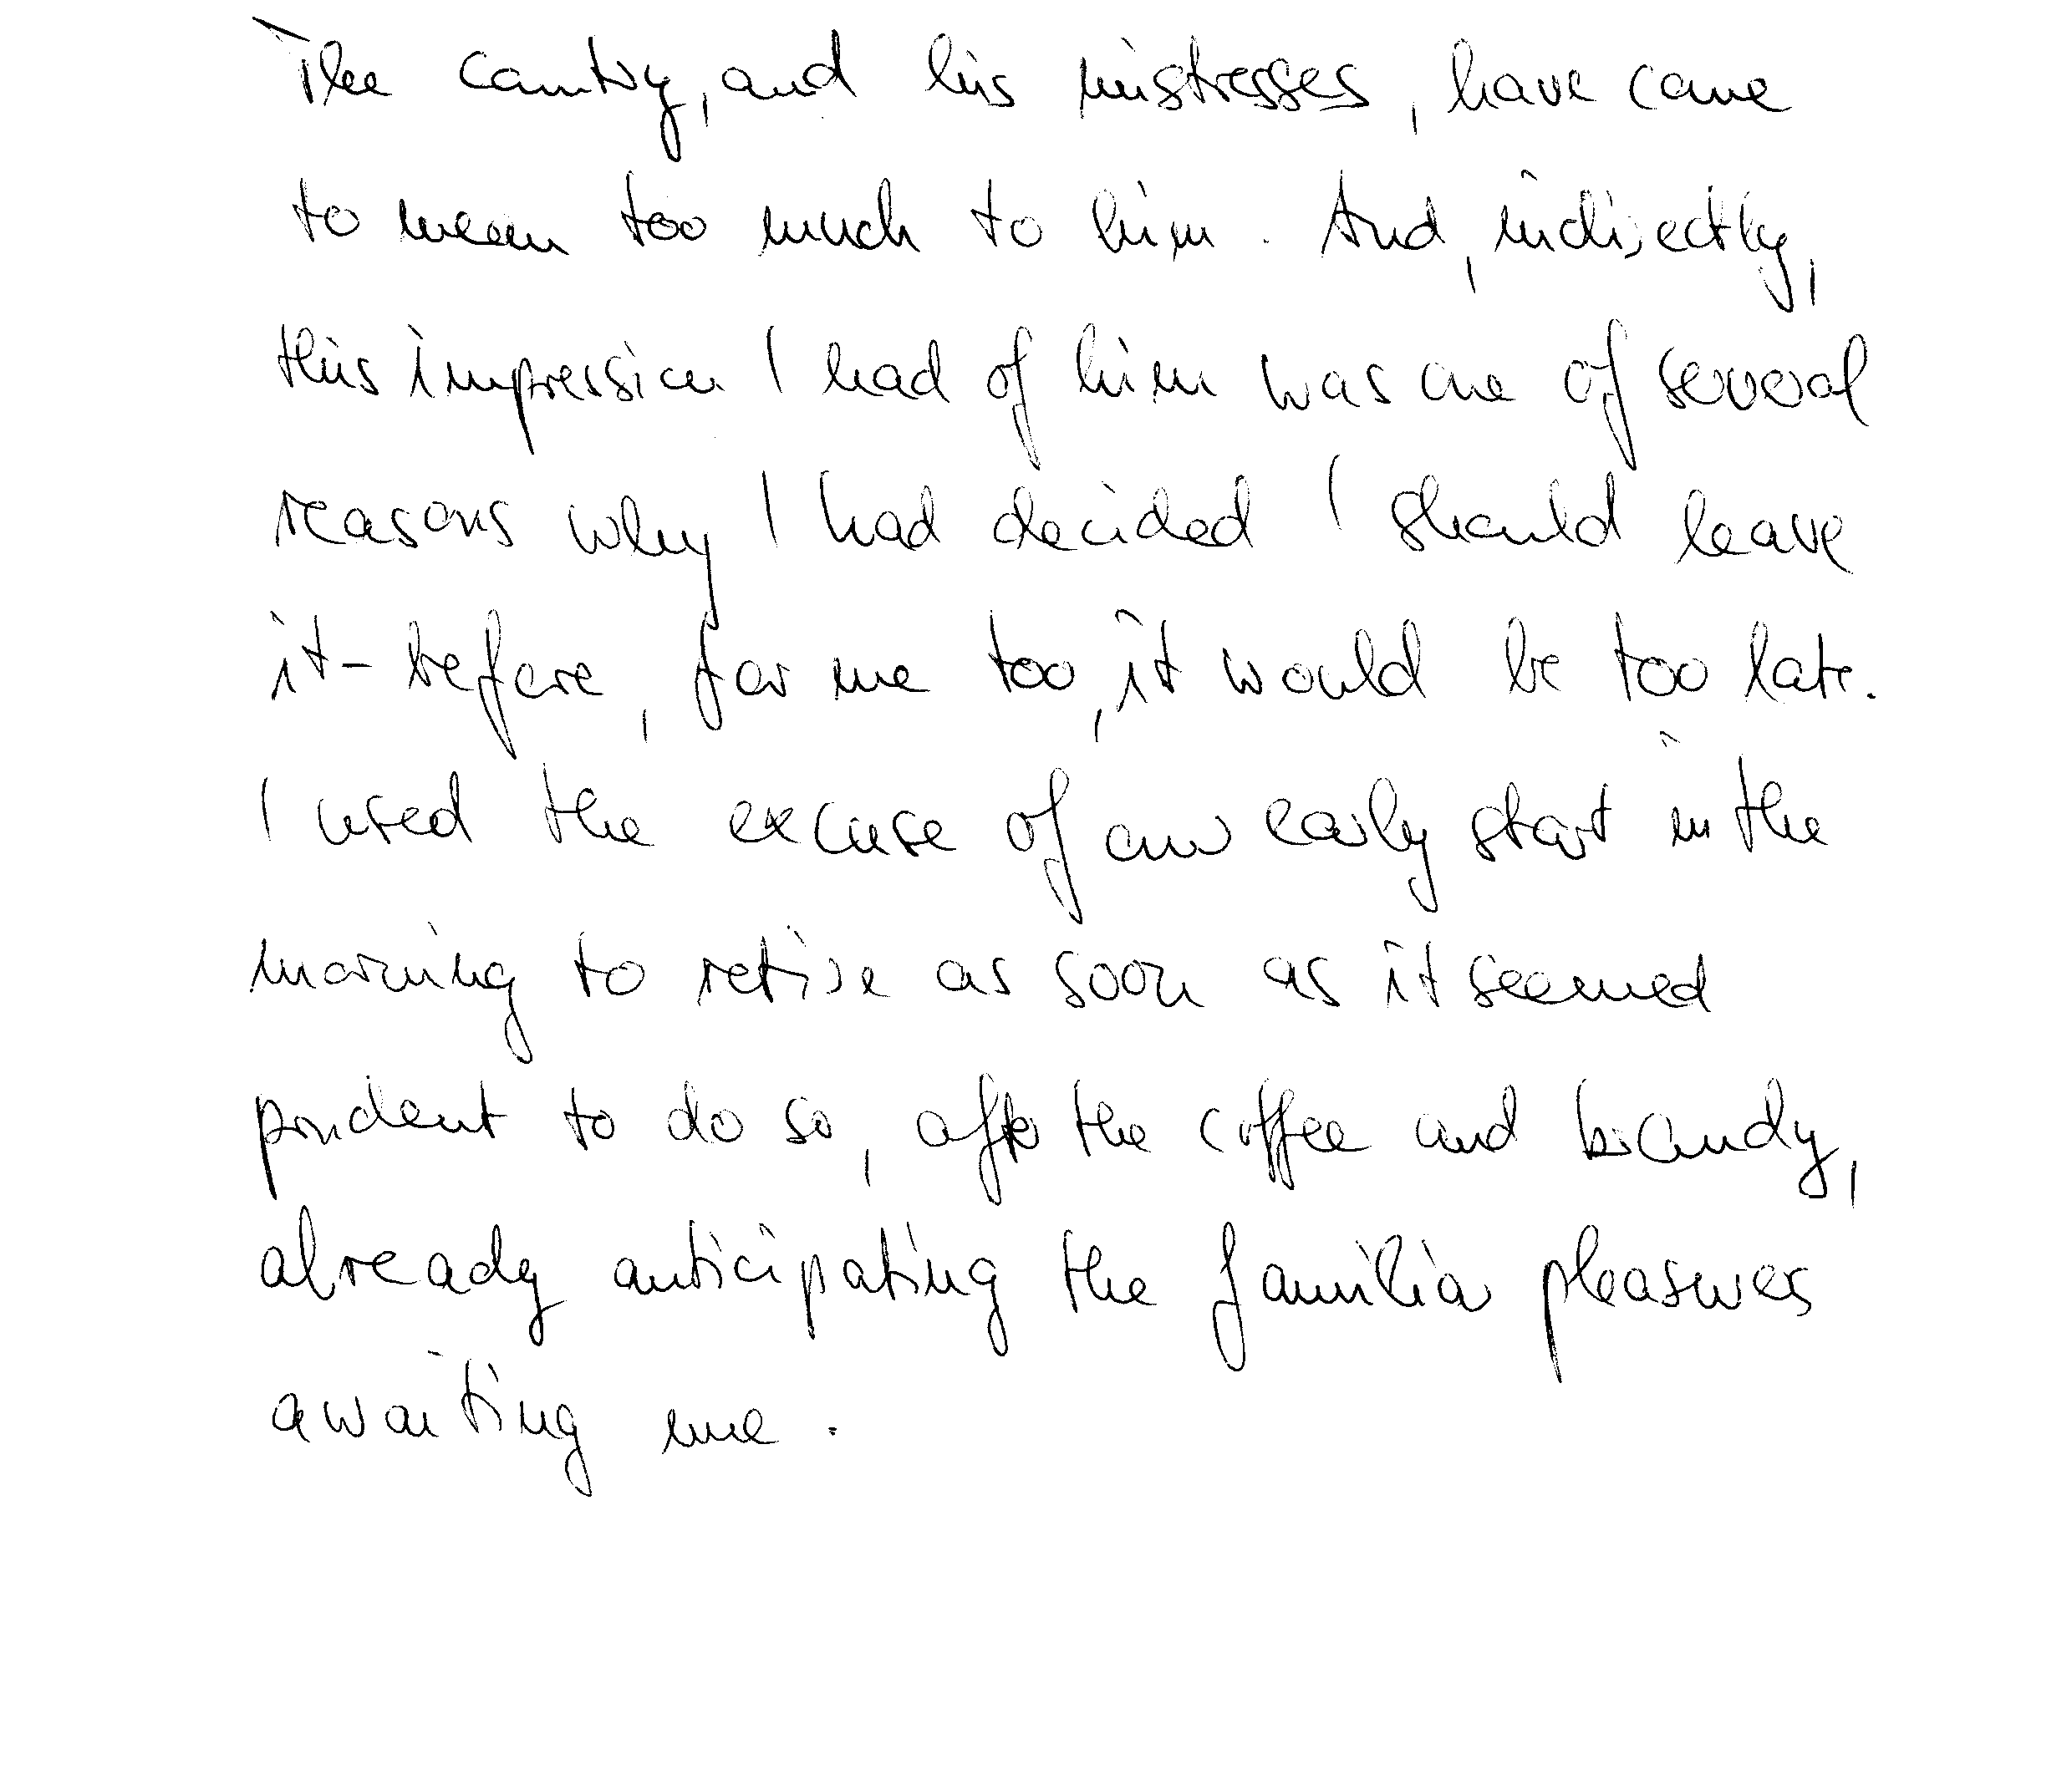 The country, and his mistresses, have come
to mean too much to him. And, indirectly,
this impression I had of him was one of several
reasons why I had decided I should leave
it - before, for me too, it would be too late.
I used the excuse of an early start in the
morning to retire as soon as it seemed
prudent to do so, after the coffee and brandy,
already anticipating the familiar pleasures
awaiting me.